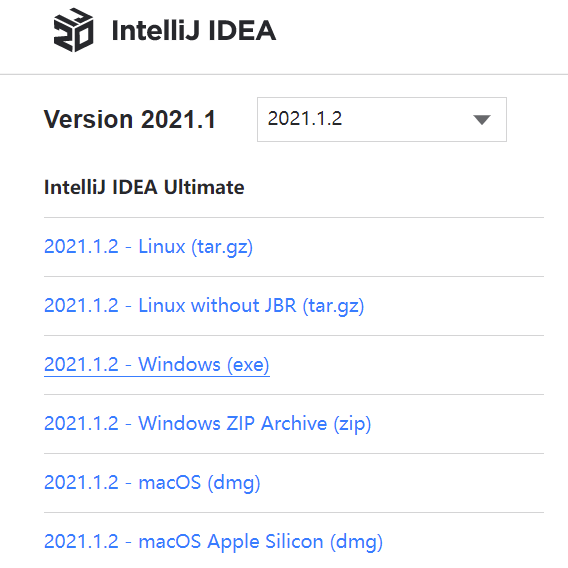 IntelliJ IDEA
Version 2021.1 2021.1.2
IntelliJ IDEA Ultimate
2021.1.2 - Linux (tar.gz)
2021.1.2 - Linux without JBR (tar.gz)
2021.1.2 - Windows (exe)
2021.1.2 - Windows ZIP Archive (zip)
2021.1.2 - macOS (dmg)
2021.1.2 - macOS Apple Silicon (dmg)